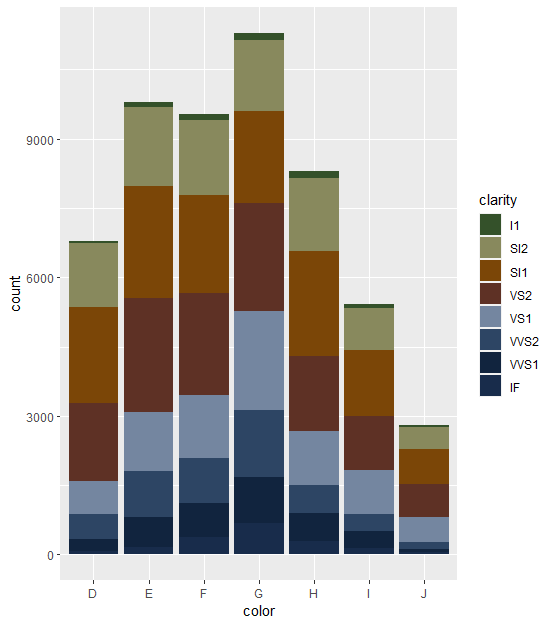 9000
6000
3000
0
count
D E F G H I J
color
clarity
I1
SI2
SI1
VS2
VS1
VVS2
VVS1
IF